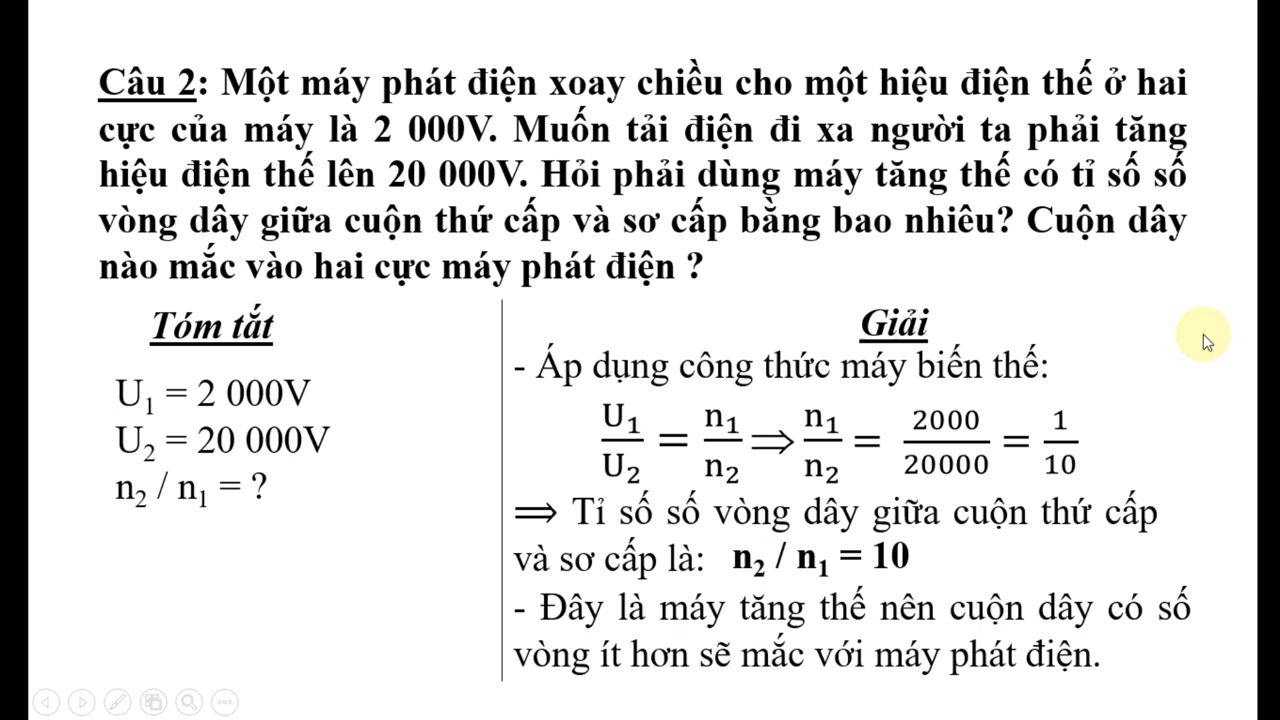 Câu 2: Một máy phát điện xoay chiều cho một hiệu điện thế ở hai
cực của máy là 2 000V. Muốn tải điện đi xa người ta phải tăng
hiệu điện thế lên 20 000V. Hỏi phải dùng máy tăng thế có tỉ số số
vòng dây giữa cuộn thứ cấp và sơ cấp bằng bao nhiêu? Cuộn dây
nào mắc vào hai cực máy phát điện ?
Tóm tắt
U₁ = 2 000V
U₂ = 20 000V
n₂ / n₁ = ?
Giải
- Áp dụng công thức máy biến thế:
U₁/U₂ = n₁/n₂ ⟹ n₁/n₂ = 2000/20000 = 1/10
⟹ Tỉ số số vòng dây giữa cuộn thứ cấp
và sơ cấp là: n₂ / n₁ = 10
- Đây là máy tăng thế nên cuộn dây có số
vòng ít hơn sẽ mắc với máy phát điện.